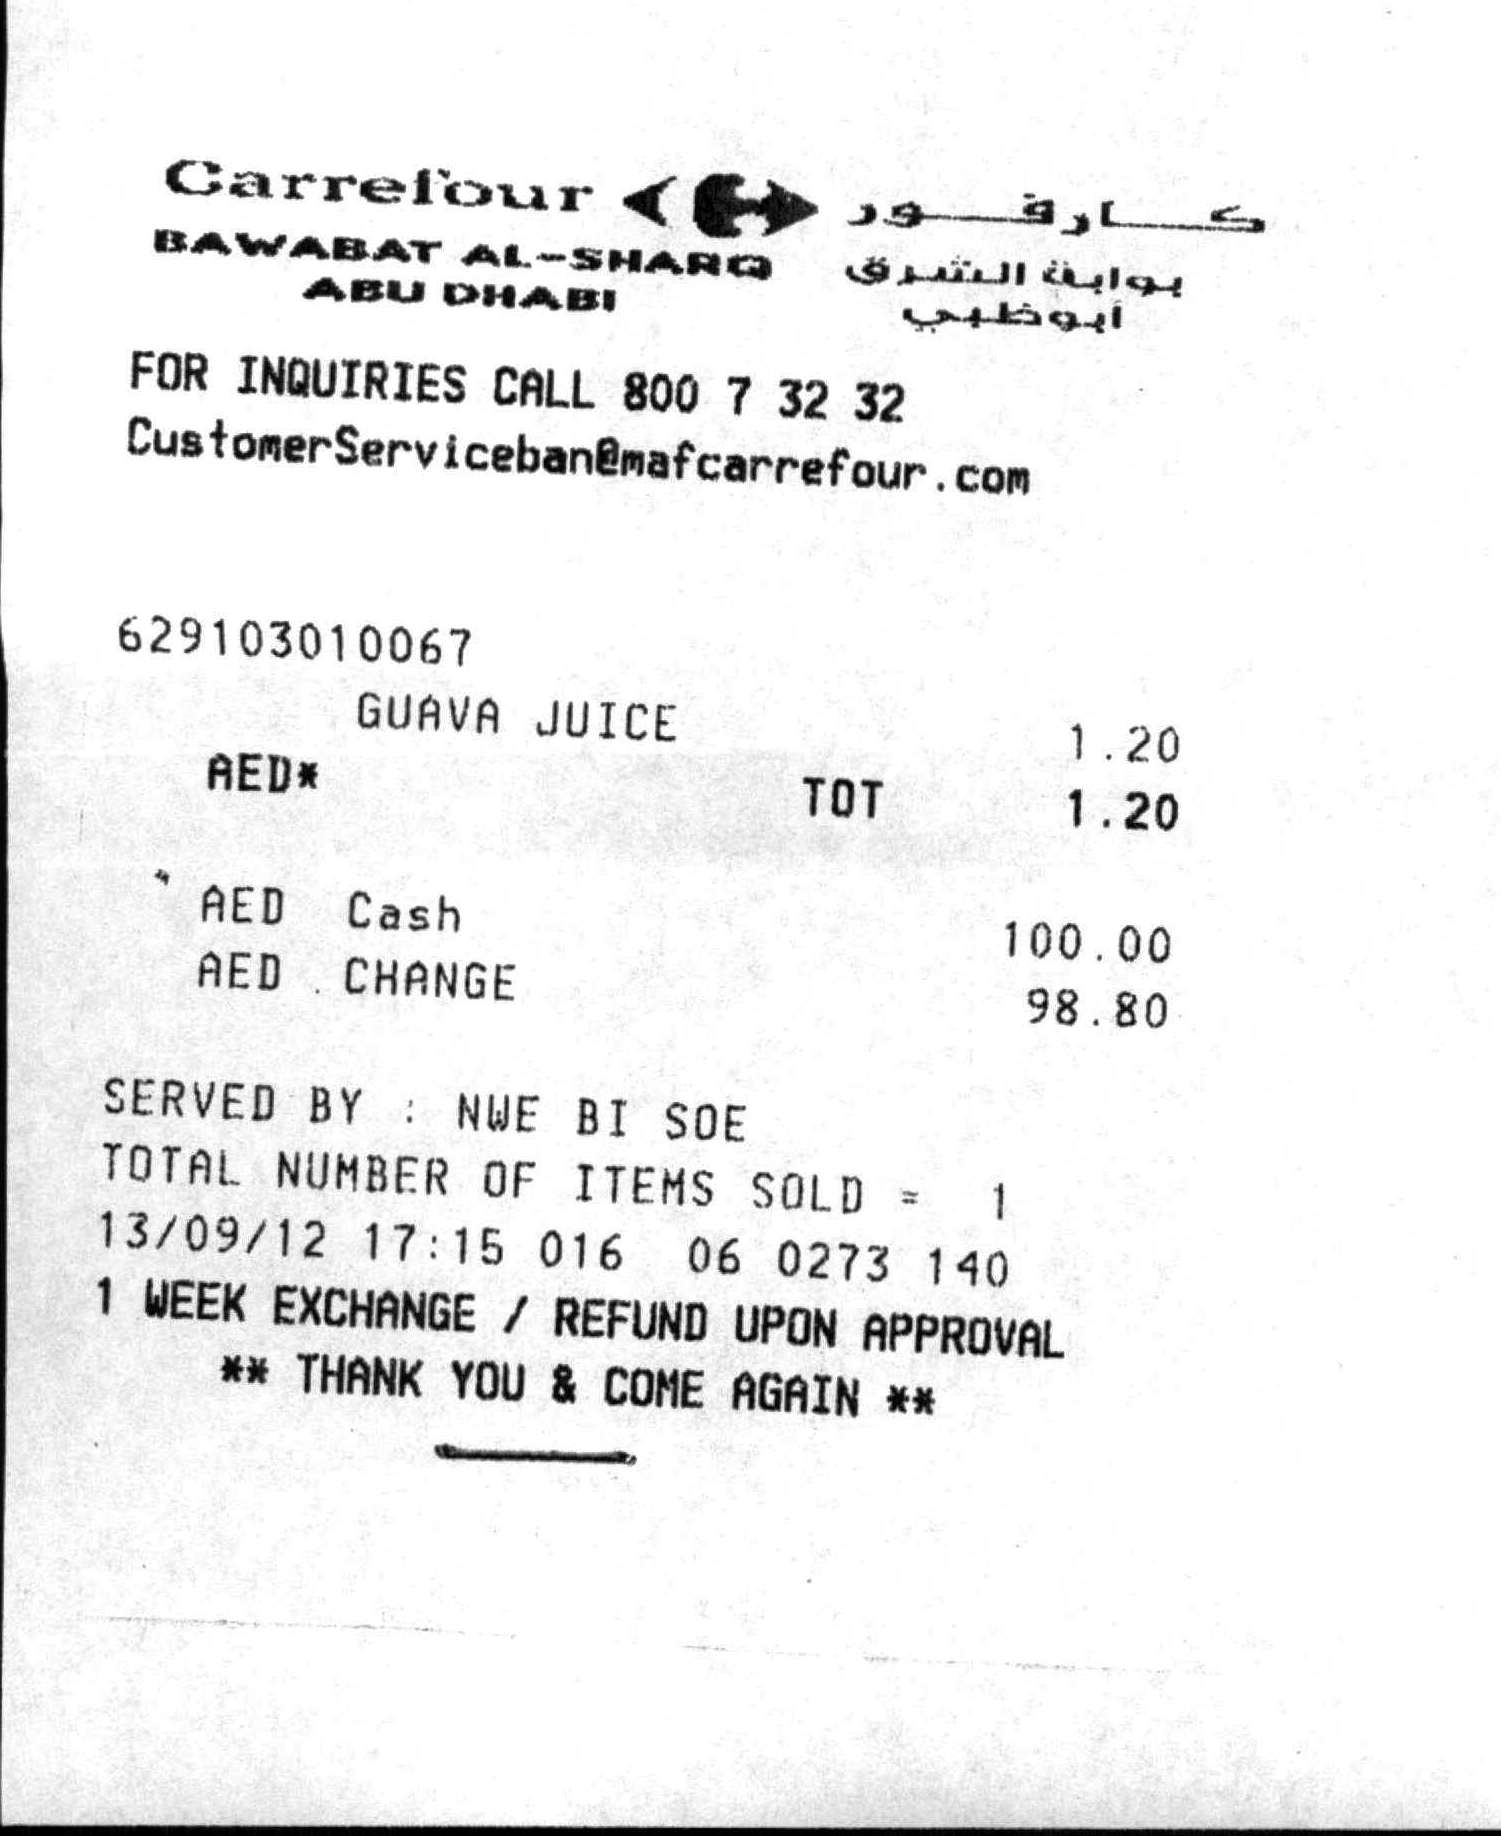 Carrefour كارفور
BAWABAT AL-SHARQ بوابة الشرق
ABU DHABI أبوظبي
FOR INQUIRIES CALL 800 7 32 32
CustomerServiceban@mafcarrefour.com
629103010067
GUAVA JUICE 1.20
AED* TOT 1.20
AED Cash 100.00
AED CHANGE 98.80
SERVED BY : NWE BI SOE
TOTAL NUMBER OF ITEMS SOLD = 1
13/09/12 17:15 016 06 0273 140
1 WEEK EXCHANGE / REFUND UPON APPROVAL
** THANK YOU & COME AGAIN **